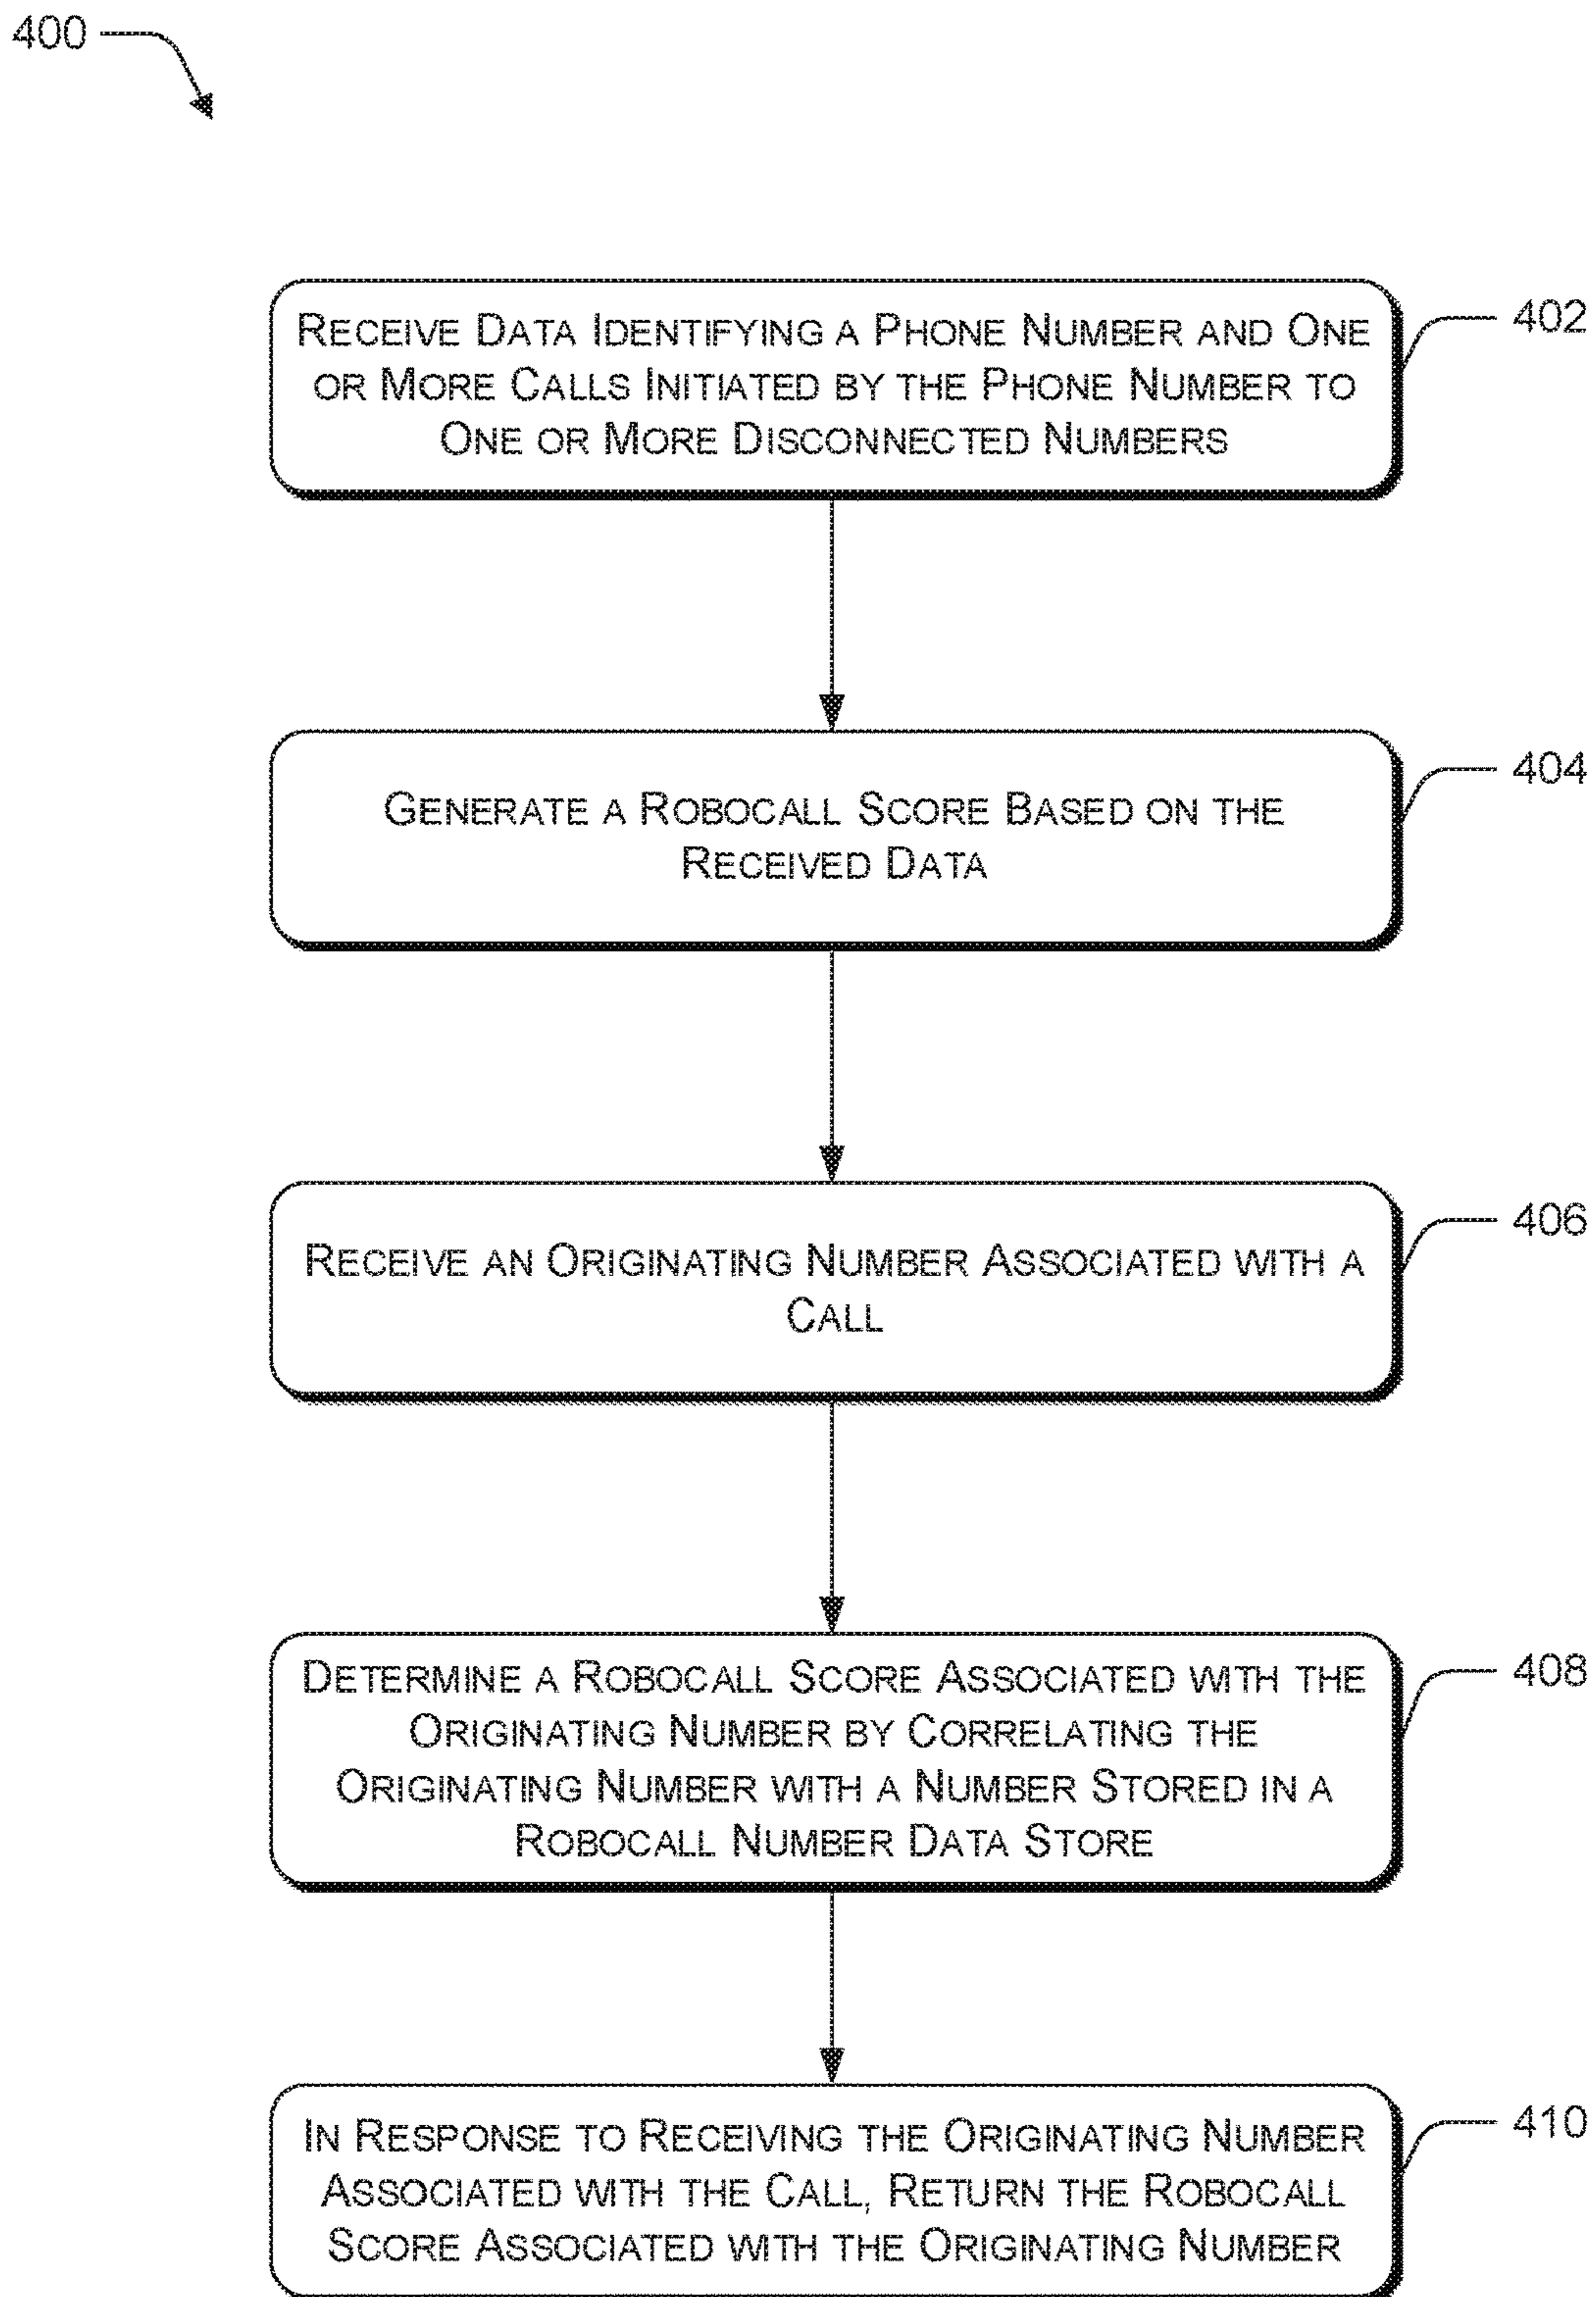 400
RECEIVE DATA IDENTIFYING A PHONE NUMBER AND ONE
OR MORE CALLS INITIATED BY THE PHONE NUMBER TO
ONE OR MORE DISCONNECTED NUMBERS
402
GENERATE A ROBOCALL SCORE BASED ON THE
RECEIVED DATA
404
RECEIVE AN ORIGINATING NUMBER ASSOCIATED WITH A
CALL
406
DETERMINE A ROBOCALL SCORE ASSOCIATED WITH THE
ORIGINATING NUMBER BY CORRELATING THE
ORIGINATING NUMBER WITH A NUMBER STORED IN A
ROBOCALL NUMBER DATA STORE
408
IN RESPONSE TO RECEIVING THE ORIGINATING NUMBER
ASSOCIATED WITH THE CALL, RETURN THE ROBOCALL
SCORE ASSOCIATED WITH THE ORIGINATING NUMBER
410